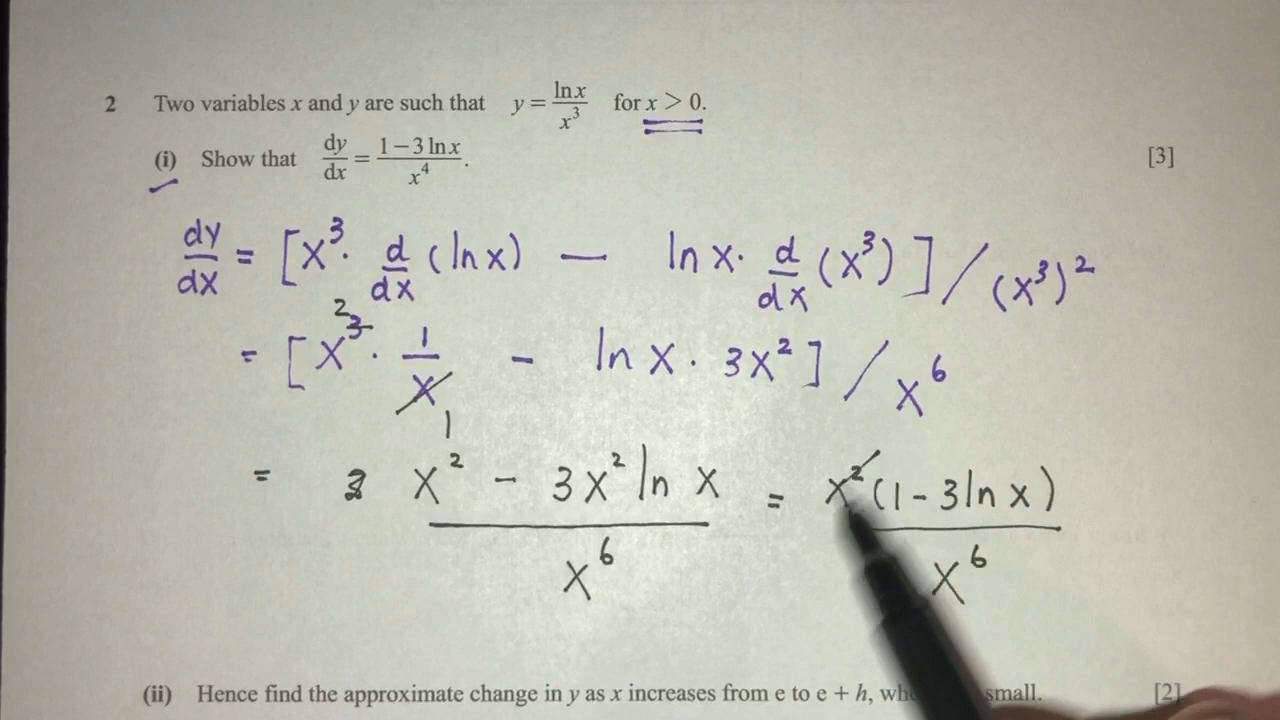 2 Two variables x and y are such that y = ln x / x³ for x > 0.
(i) Show that dy/dx = (1 − 3 ln x) / x⁴. [3]
dy/dx = [x³ · d/dx (ln x) − ln x · d/dx (x³)] / (x³)²
= [x³ ² · 1/x 1 − ln x · 3x²] / x⁶
= (x² − 3x² ln x) / x⁶ = x²(1 − 3 ln x) / x⁶
(ii) Hence find the approximate change in y as x increases from e to e + h, small. [2]